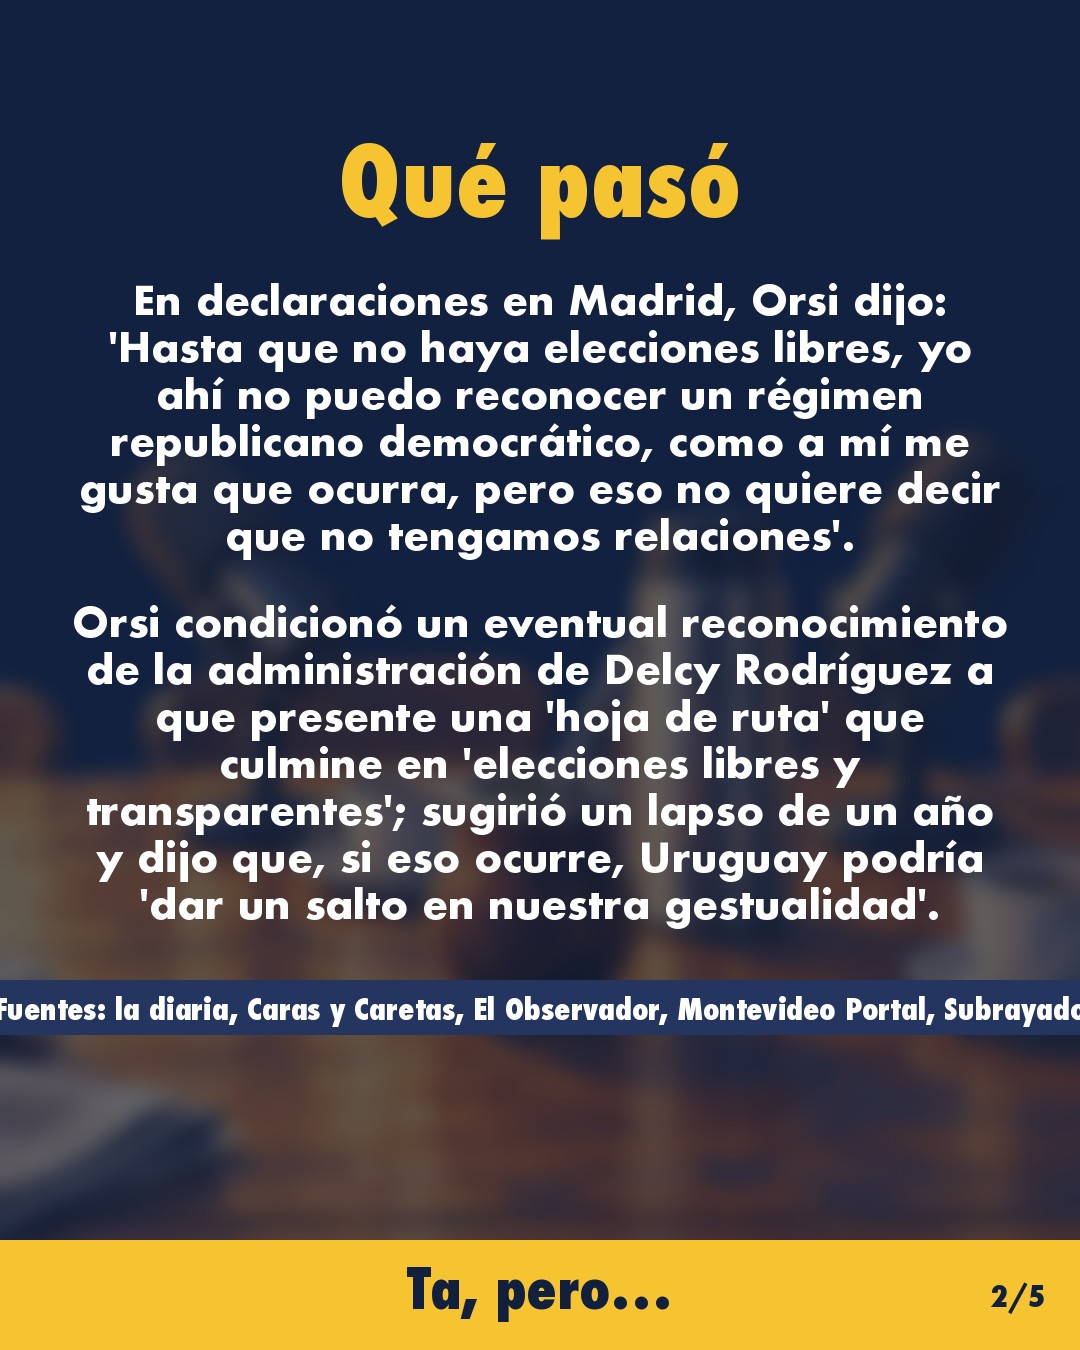 Qué pasó
En declaraciones en Madrid, Orsi dijo:
'Hasta que no haya elecciones libres, yo
ahí no puedo reconocer un régimen
republicano democrático, como a mí me
gusta que ocurra, pero eso no quiere decir
que no tengamos relaciones'.
Orsi condicionó un eventual reconocimiento
de la administración de Delcy Rodríguez a
que presente una 'hoja de ruta' que
culmine en 'elecciones libres y
transparentes'; sugirió un lapso de un año
y dijo que, si eso ocurre, Uruguay podría
'dar un salto en nuestra gestualidad'.
Fuentes: la diaria, Caras y Caretas, El Observador, Montevideo Portal, Subrayado
Ta, pero...
2/5